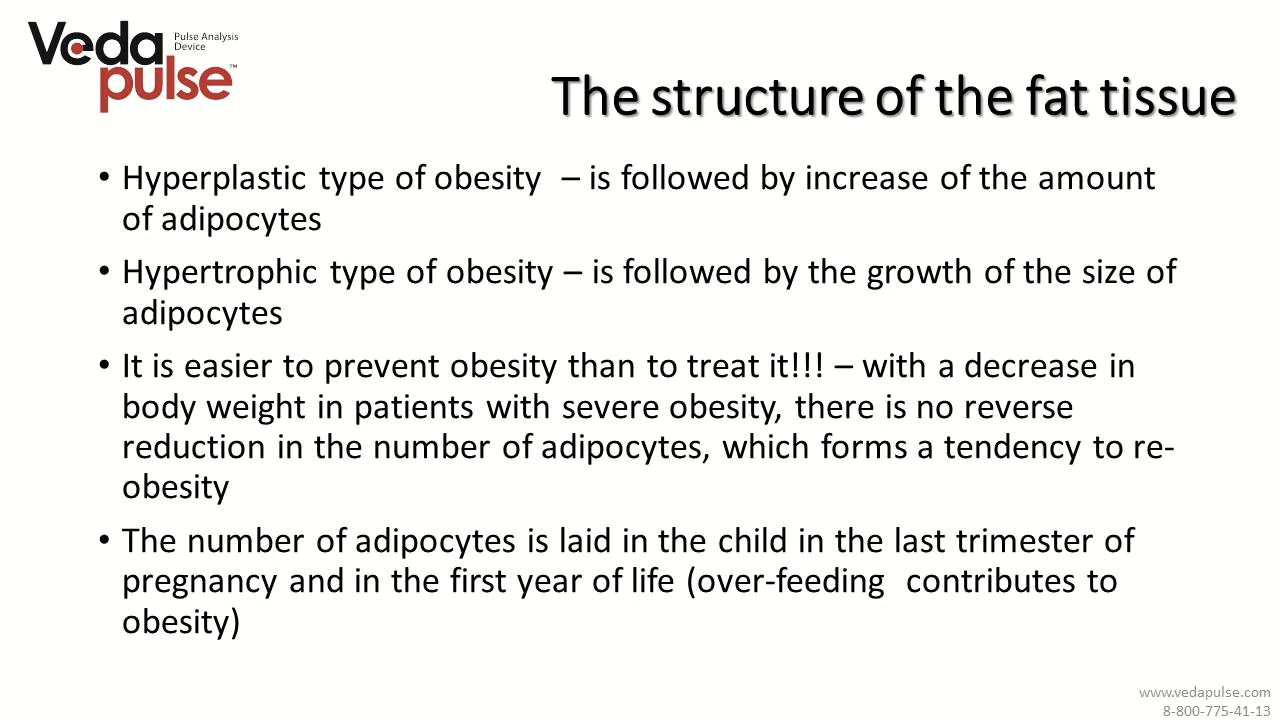 Veda
pulse™
Pulse Analysis
Device
The structure of the fat tissue
• Hyperplastic type of obesity – is followed by increase of the amount
of adipocytes
• Hypertrophic type of obesity – is followed by the growth of the size of
adipocytes
• It is easier to prevent obesity than to treat it!!! – with a decrease in
body weight in patients with severe obesity, there is no reverse
reduction in the number of adipocytes, which forms a tendency to re-
obesity
• The number of adipocytes is laid in the child in the last trimester of
pregnancy and in the first year of life (over-feeding contributes to
obesity)
www.vedapulse.com
8-800-775-41-13